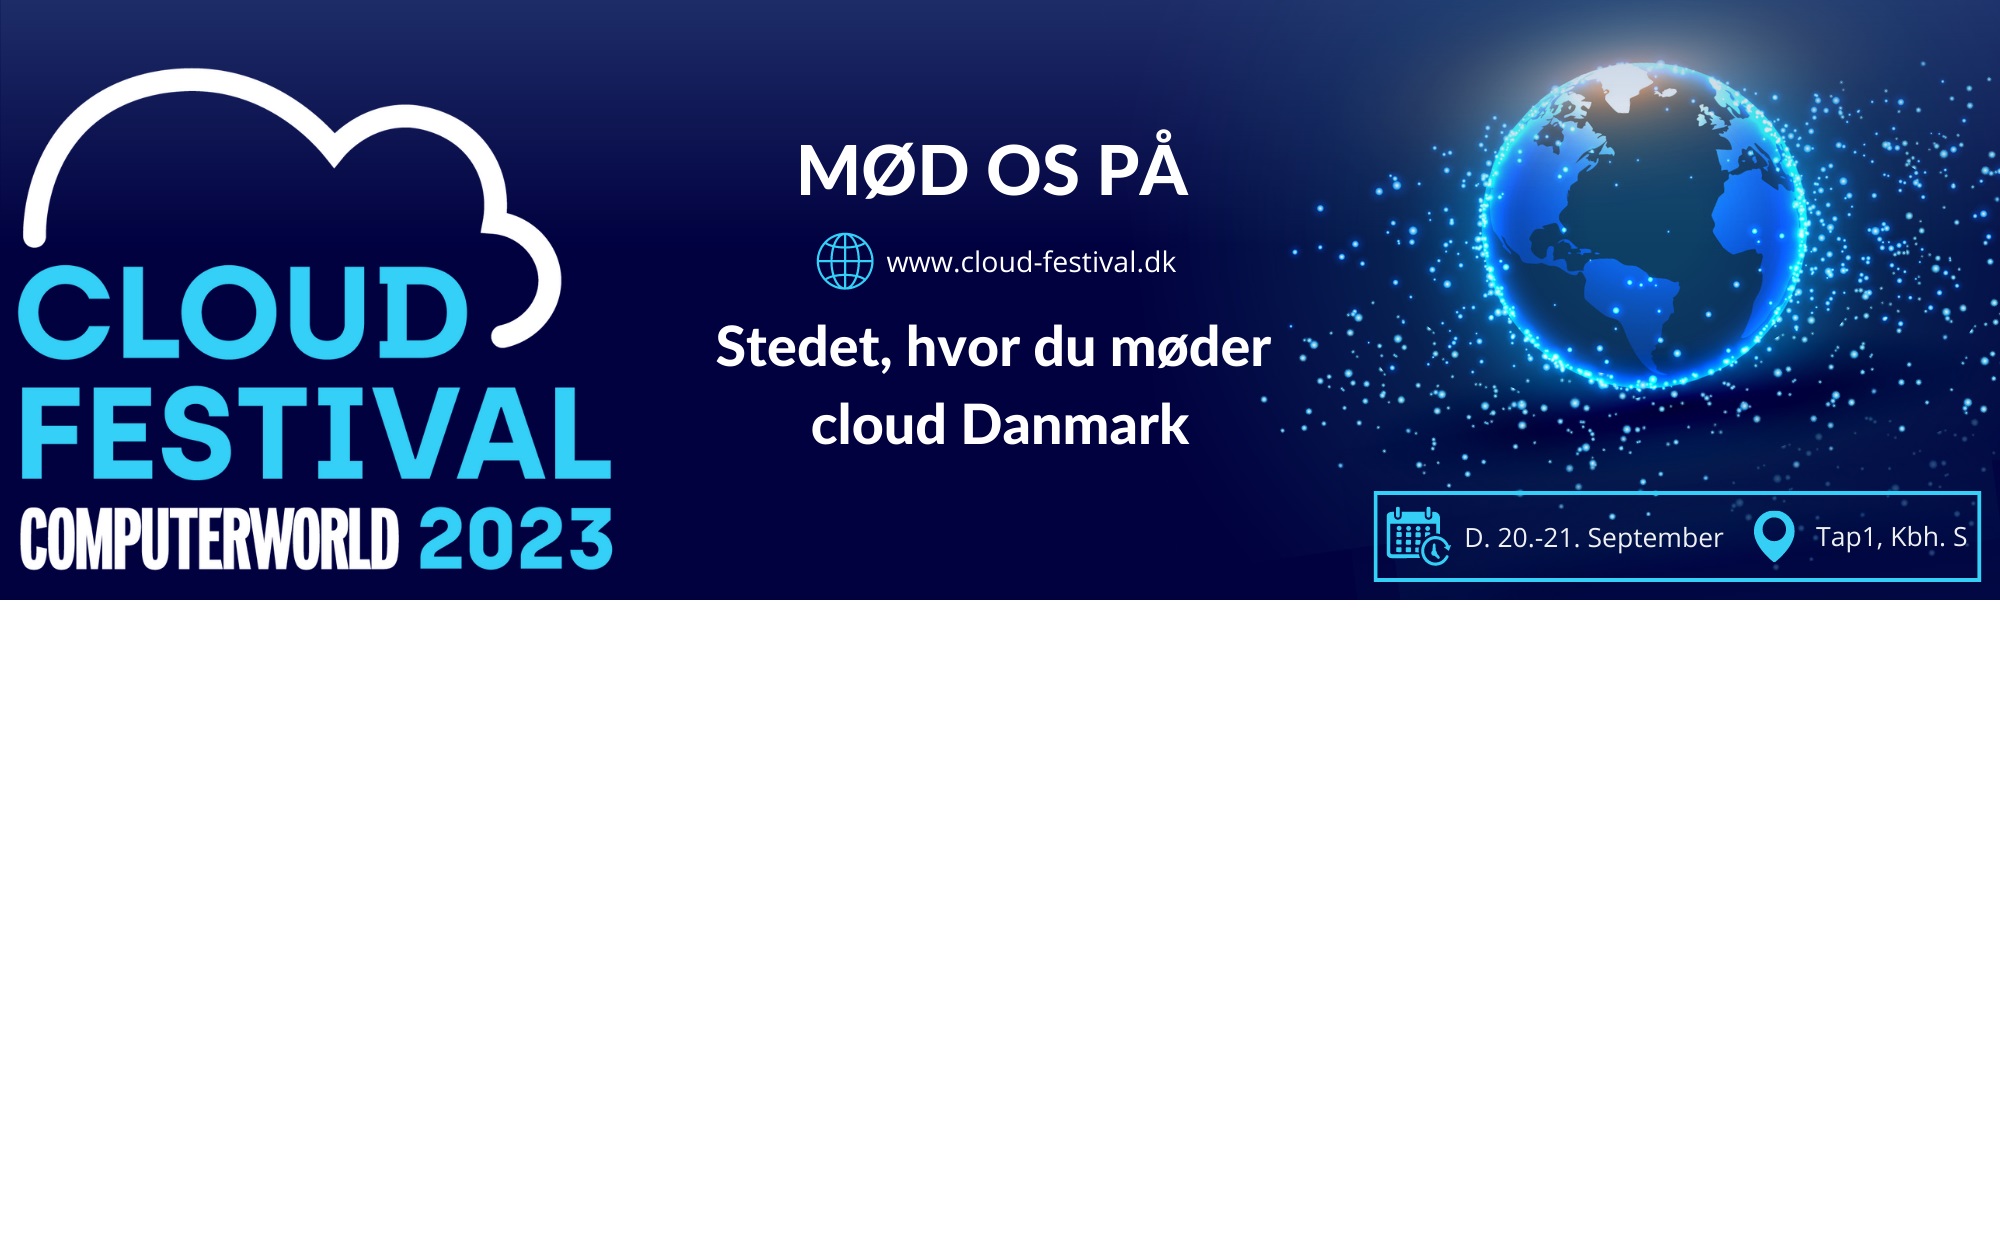 CLOUD
FESTIVAL
COMPUTERWORLD 2023
MØD OS PÅ
www.cloud-festival.dk
Stedet, hvor du møder
cloud Danmark
D. 20.-21. September
Tap1, Kbh. S